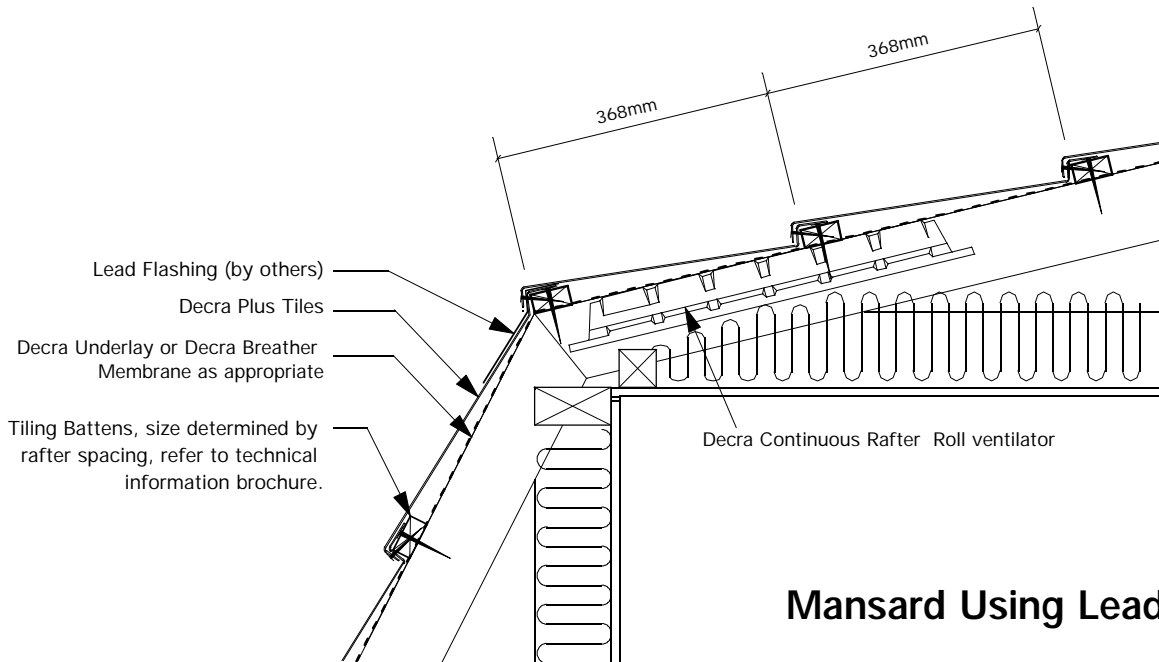 368mm
368mm
Lead Flashing (by others)
Decra Plus Tiles
Decra Underlay or Decra Breather
Membrane as appropriate
Tiling Battens, size determined by
rafter spacing, refer to technical
information brochure.
Decra Continuous Rafter Roll ventilator
Mansard Using Lead